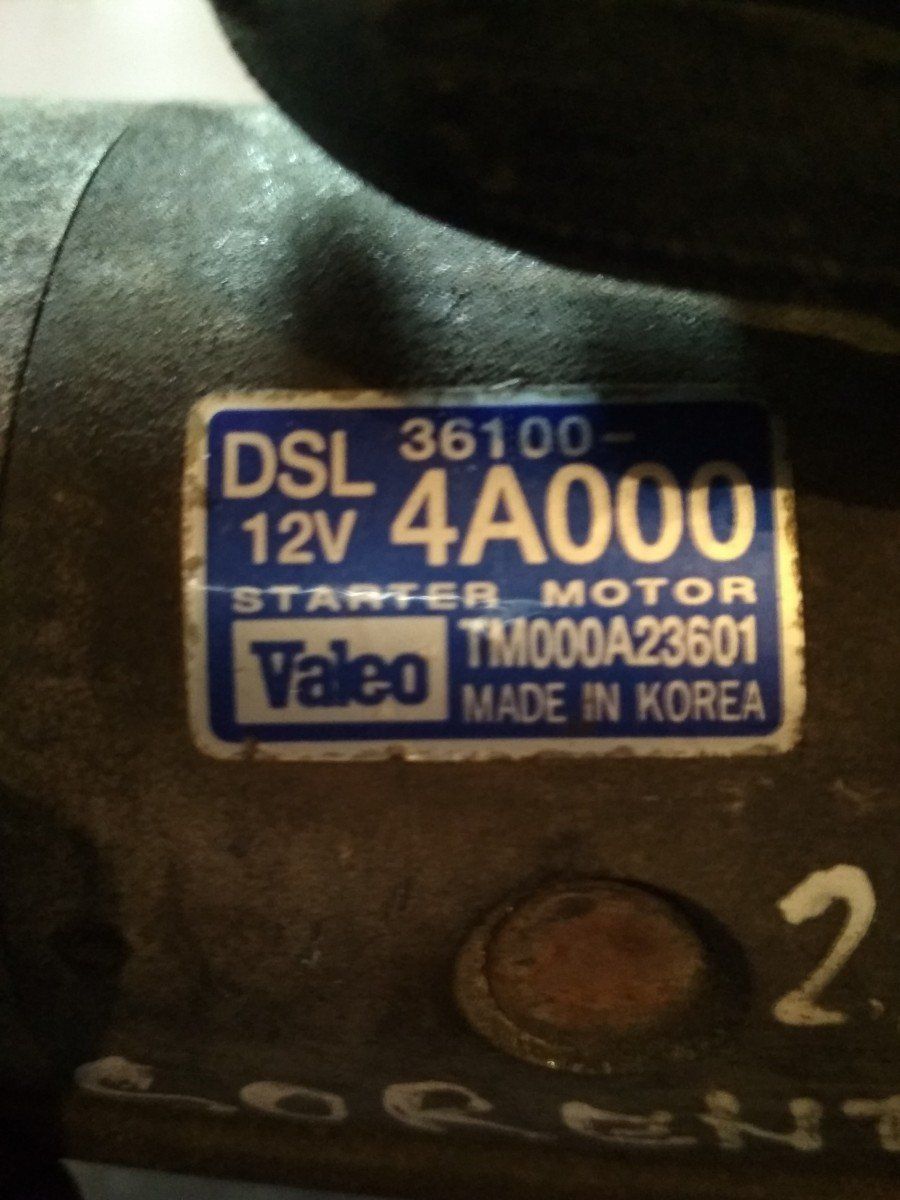 36100-
DSL 4A000
12V
STARTER MOTOR
Valeo TM000A23601
MADE IN KOREA
2.